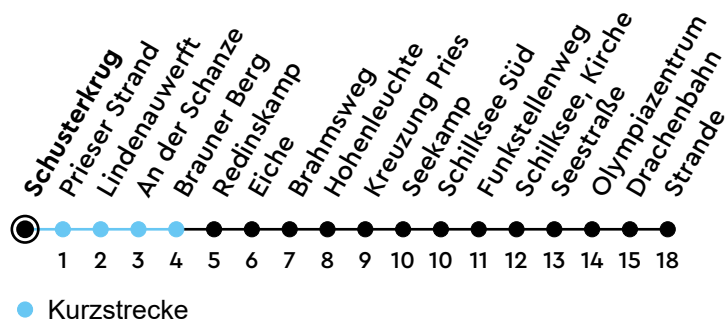 Schusterkrug
Prieser Strand
Lindenauwerft
An der Schanze
Brauner Berg
Redinskamp
Eiche
Brahmsweg
Hohenleuchte
Kreuzung Pries
Seekamp
Schilksee Süd
Funkstellenweg
Schilksee, Kirche
Seestraße
Olympiazentrum
Drachenbahn
Strande
1 2 3 4 5 6 7 8 9 10 10 11 12 13 14 15 18
Kurzstrecke